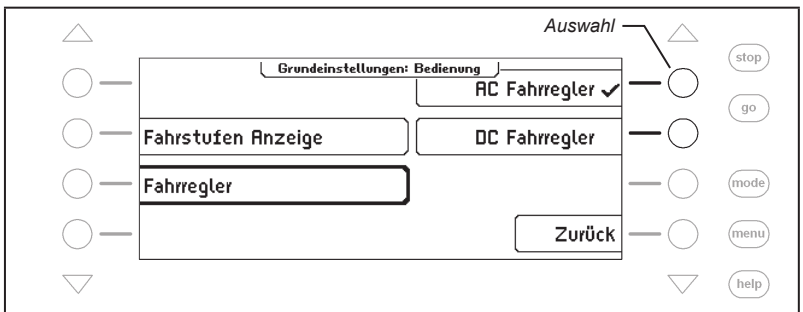 Auswahl
stop
Grundeinstellungen: Bedienung
AC Fahrregler ✓
go
Fahrstufen Anzeige
DC Fahrregler
Fahrregler
mode
Zurück
menu
help